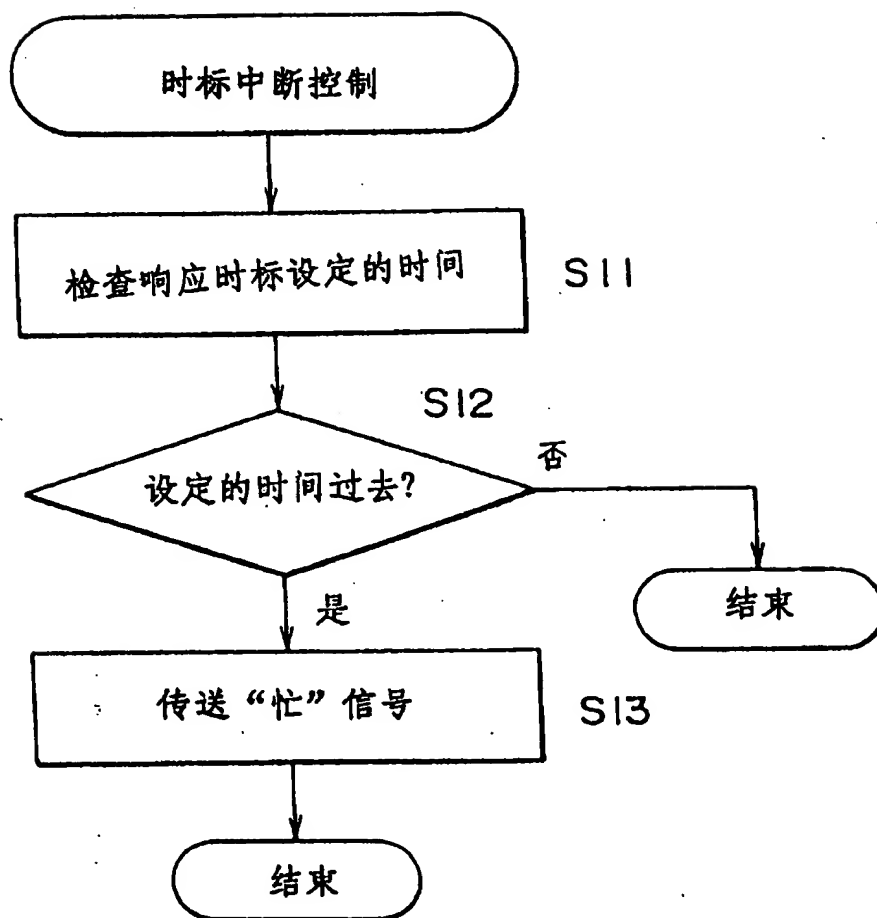 时标中断控制
检查响应时标设定的时间
S11
S12
设定的时间过去?
否
结束
是
传送“忙”信号
S13
结束